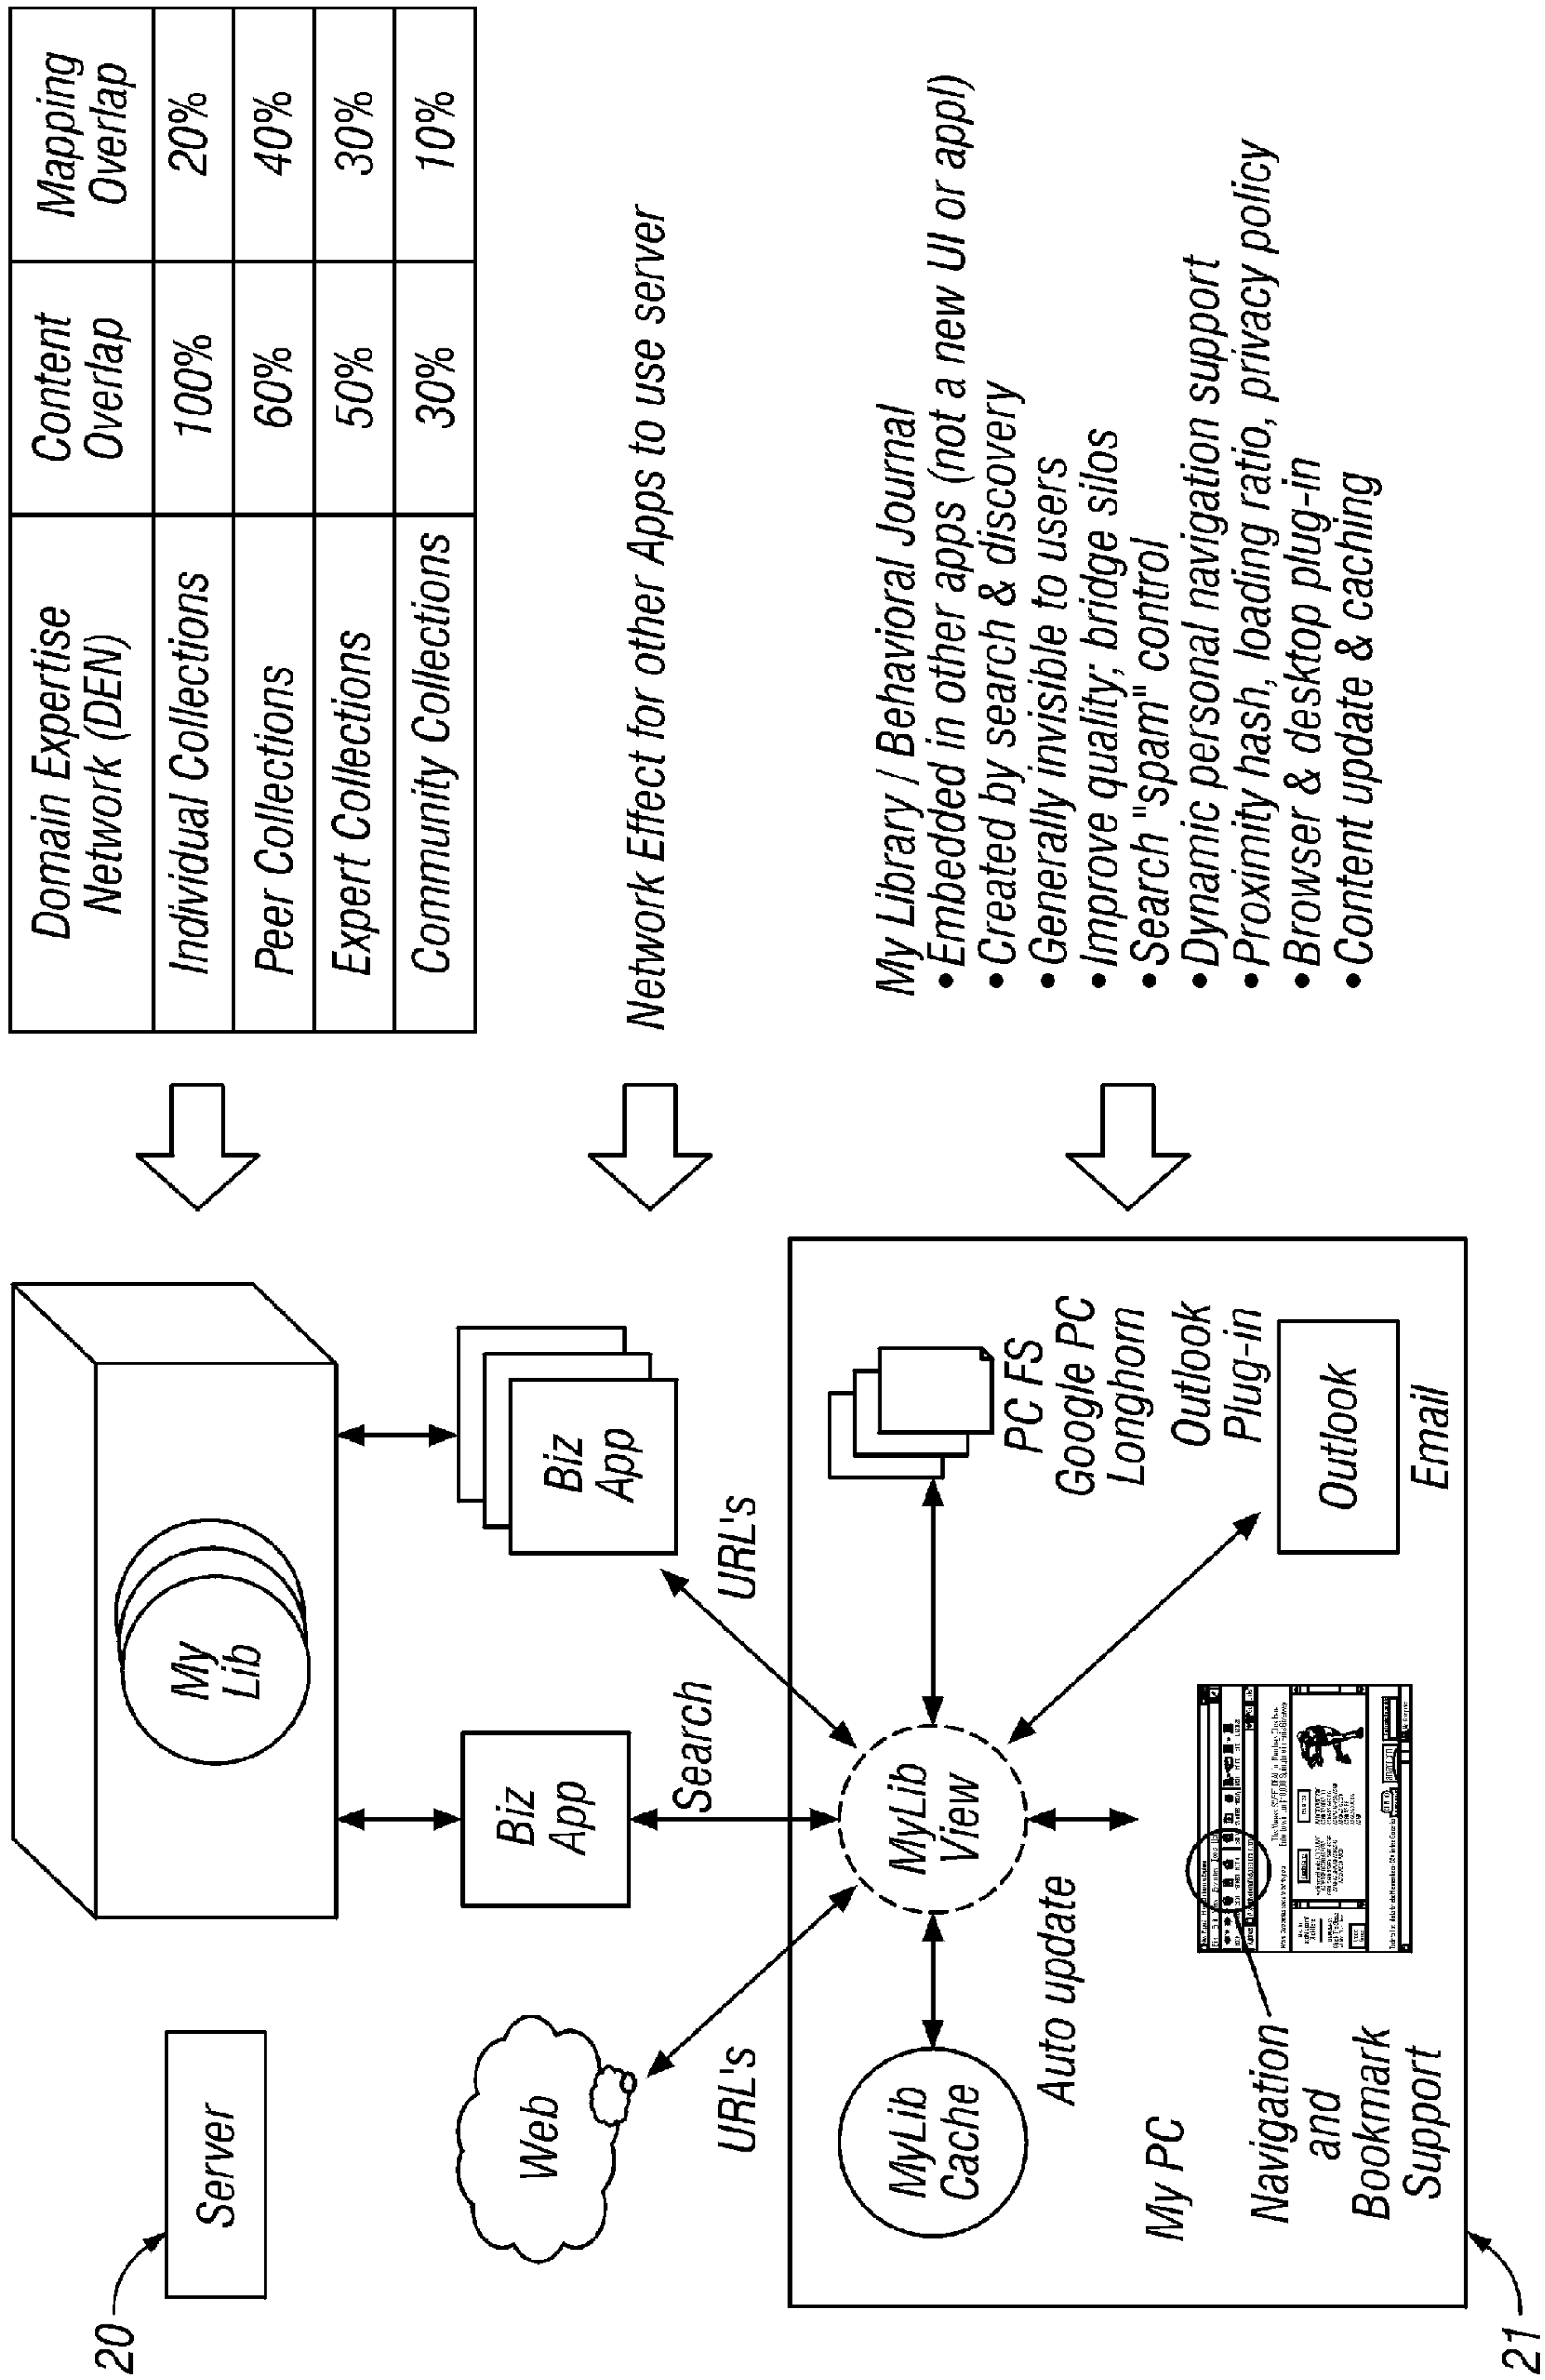 20
Server
My
Lib
Domain Expertise
Network (DEN)
Content
Overlap
Mapping
Overlap
Individual Collections
100%
20%
Peer Collections
60%
40%
Expert Collections
50%
30%
Community Collections
30%
10%
Web
Biz
App
Biz
App
URL's
Search
URL's
Network Effect for other Apps to use server
MyLib
Cache
MyLib
View
PC FS
Google PC
Longhorn
Auto update
My PC
Outlook
Plug-in
Outlook
Email
Navigation
and
Bookmark
Support
21
My Library / Behavioral Journal
• Embedded in other apps (not a new UI or appl)
• Created by search & discovery
• Generally invisible to users
• Improve quality; bridge silos
• Search "spam" control
• Dynamic personal navigation support
• Proximity hash, loading ratio, privacy policy
• Browser & desktop plug-in
• Content update & caching